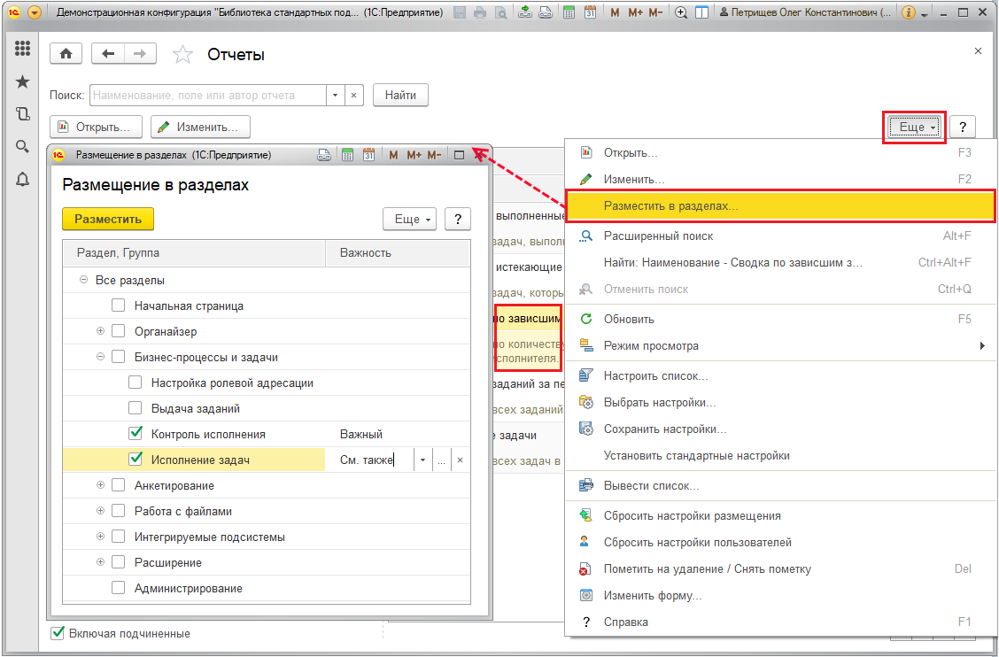 Демонстрационная конфигурация "Библиотека стандартных под... (1С:Предприятие)
31
M M+ M-
Петрищев Олег Константинович (...
Отчеты
Поиск:
Наименование, поле или автор отчета
Найти
Открыть...
Изменить...
Еще
?
Размещение в разделах (1С:Предприятие)
31
M M+ M-
Размещение в разделах
Разместить
Еще
?
Раздел, Группа
Важность
Все разделы
Начальная страница
Органайзер
Бизнес-процессы и задачи
Настройка ролевой адресации
Выдача заданий
Контроль исполнения
Важный
Исполнение задач
См. также
...
Анкетирование
Работа с файлами
Интегрируемые подсистемы
Расширение
Администрирование
Включая подчиненные
выполненные
задач, выпол
истекающие
задач, которы
по зависшим
по количеству
сполнителя.
заданий за пе
всех заданий
е задачи
всех задач в
Открыть... F3
Изменить... F2
Разместить в разделах...
Расширенный поиск Alt+F
Найти: Наименование - Сводка по зависшим з... Ctrl+Alt+F
Отменить поиск Ctrl+Q
Обновить F5
Режим просмотра
Настроить список...
Выбрать настройки...
Сохранить настройки...
Установить стандартные настройки
Вывести список...
Сбросить настройки размещения
Сбросить настройки пользователей
Пометить на удаление / Снять пометку Del
Изменить форму...
? Справка F1